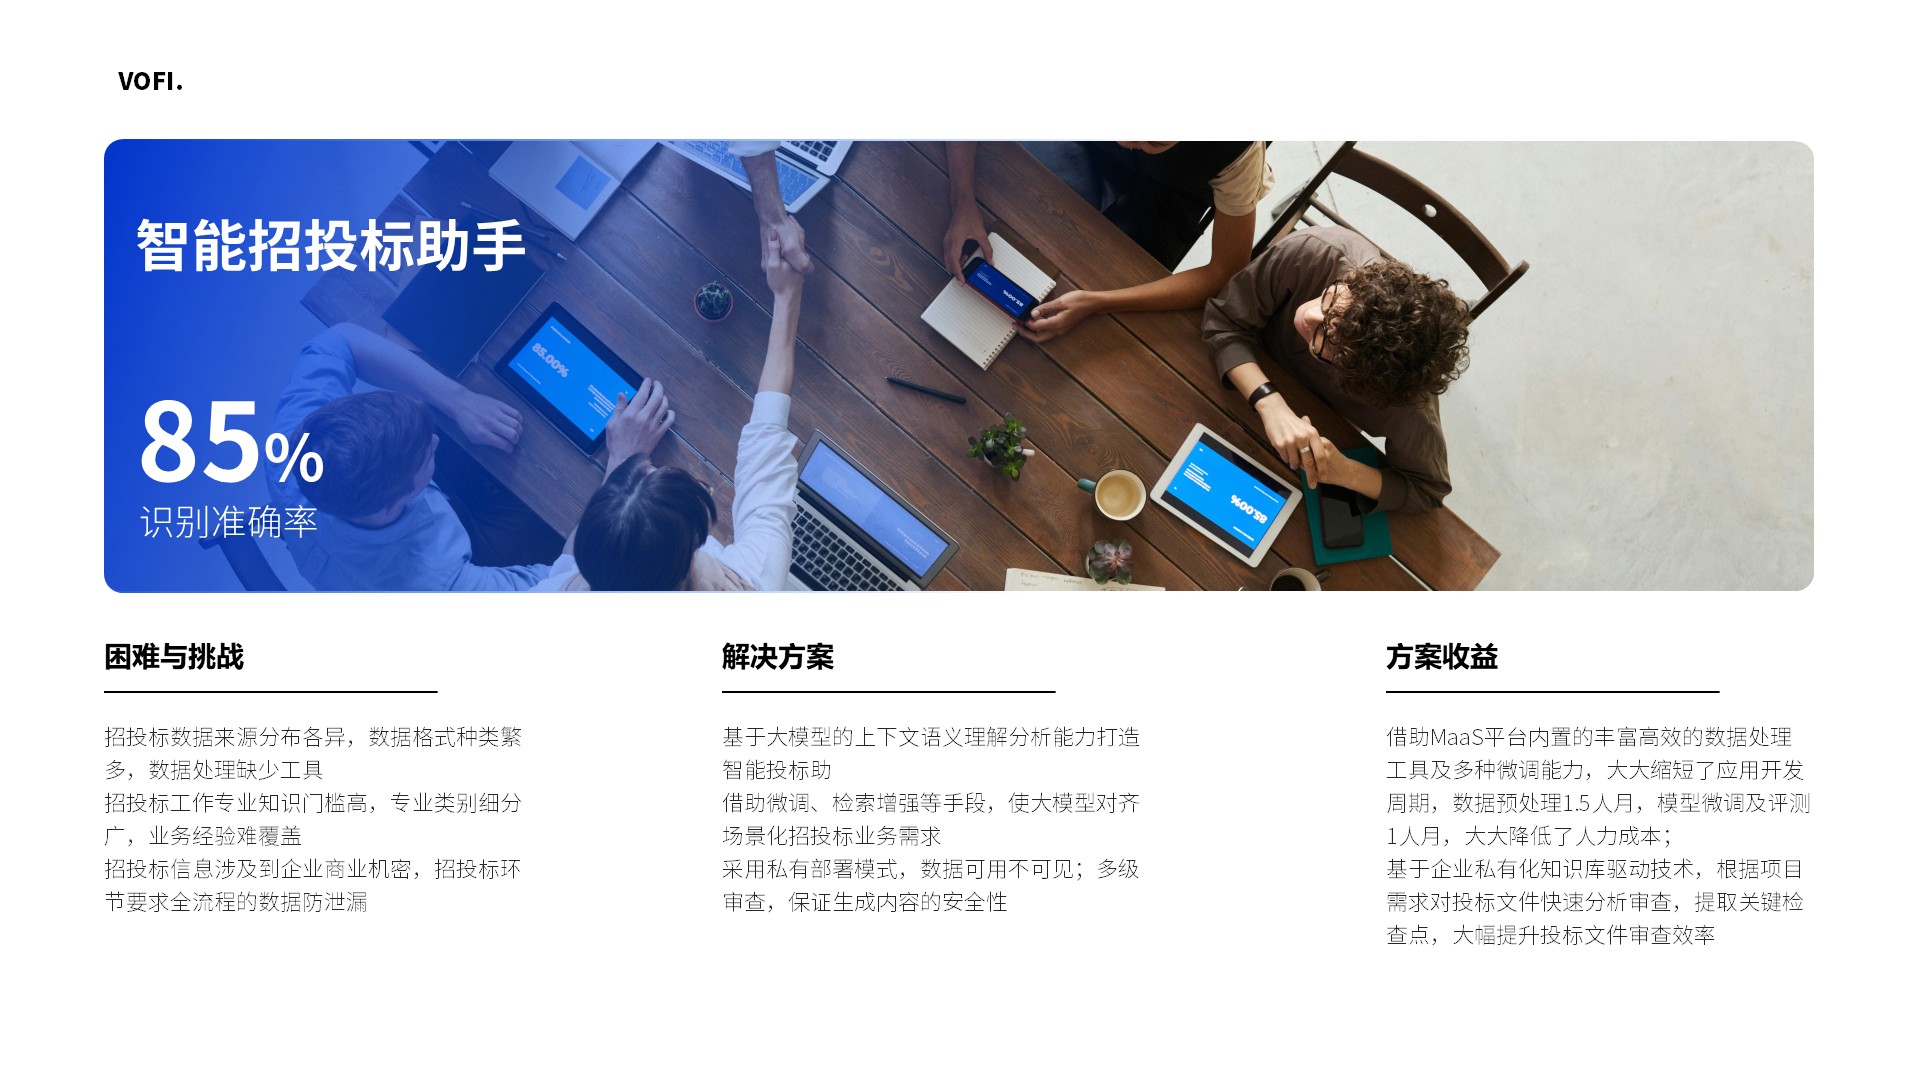 VOFI.
智能招投标助手
85%
识别准确率
85.00%
85.00%
85.00%
困难与挑战
招投标数据来源分布各异，数据格式种类繁
多，数据处理缺少工具
招投标工作专业知识门槛高，专业类别细分
广，业务经验难覆盖
招投标信息涉及到企业商业机密，招投标环
节要求全流程的数据防泄漏
解决方案
基于大模型的上下文语义理解分析能力打造
智能投标助
借助微调、检索增强等手段，使大模型对齐
场景化招投标业务需求
采用私有部署模式，数据可用不可见；多级
审查，保证生成内容的安全性
方案收益
借助MaaS平台内置的丰富高效的数据处理
工具及多种微调能力，大大缩短了应用开发
周期，数据预处理1.5人月，模型微调及评测
1人月，大大降低了人力成本；
基于企业私有化知识库驱动技术，根据项目
需求对投标文件快速分析审查，提取关键检
查点，大幅提升投标文件审查效率